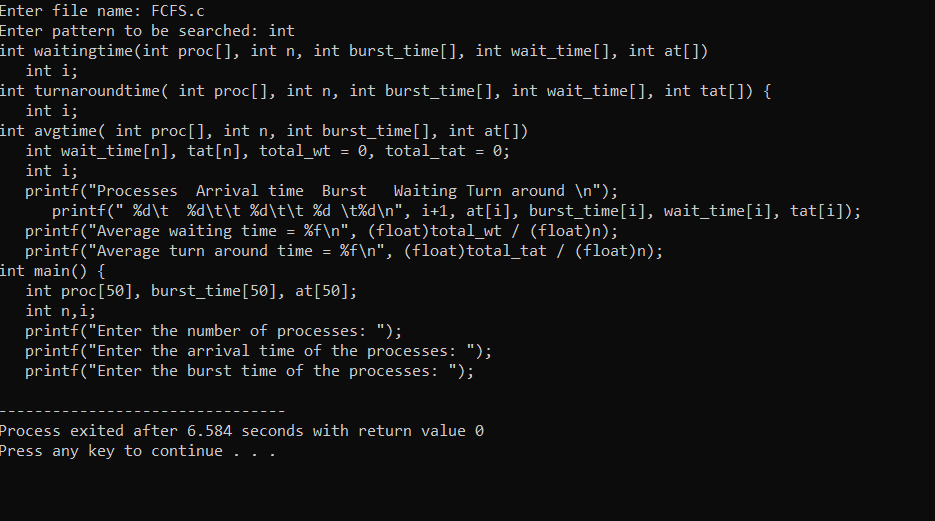 Enter file name: FCFS.c
Enter pattern to be searched: int
int waitingtime(int proc[], int n, int burst_time[], int wait_time[], int at[])
   int i;
int turnaroundtime( int proc[], int n, int burst_time[], int wait_time[], int tat[]) {
   int i;
int avgtime( int proc[], int n, int burst_time[], int at[])
   int wait_time[n], tat[n], total_wt = 0, total_tat = 0;
   int i;
   printf("Processes  Arrival time  Burst   Waiting Turn around \n");
      printf(" %d\t  %d\t\t %d\t\t %d \t%d\n", i+1, at[i], burst_time[i], wait_time[i], tat[i]);
   printf("Average waiting time = %f\n", (float)total_wt / (float)n);
   printf("Average turn around time = %f\n", (float)total_tat / (float)n);
int main() {
   int proc[50], burst_time[50], at[50];
   int n,i;
   printf("Enter the number of processes: ");
   printf("Enter the arrival time of the processes: ");
   printf("Enter the burst time of the processes: ");

--------------------------------
Process exited after 6.584 seconds with return value 0
Press any key to continue . . .